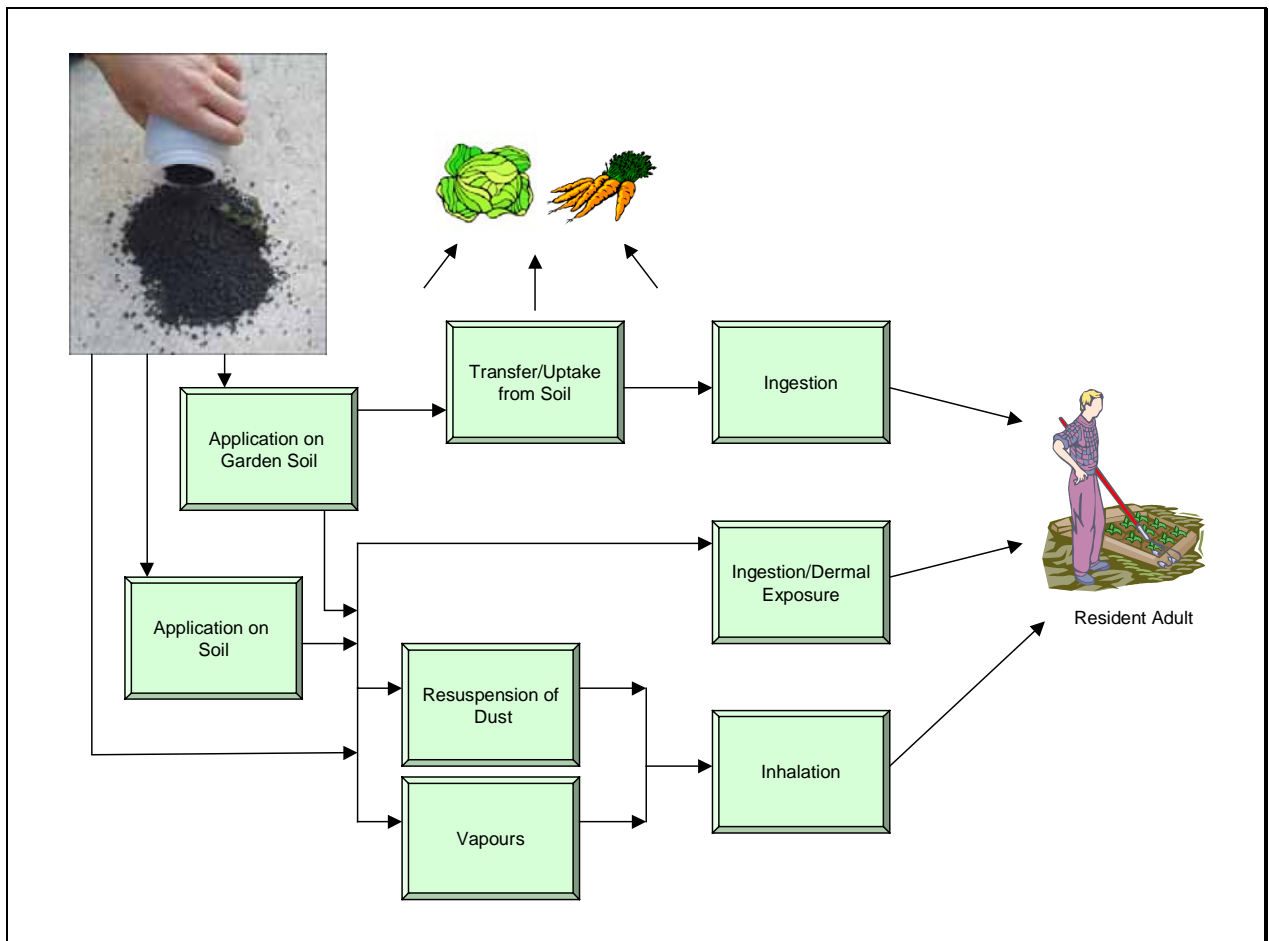 Transfer/Uptake
from Soil
Ingestion
Application on
Garden Soil
Ingestion/Dermal
Exposure
Application on
Soil
Resident Adult
Resuspension of
Dust
Inhalation
Vapours